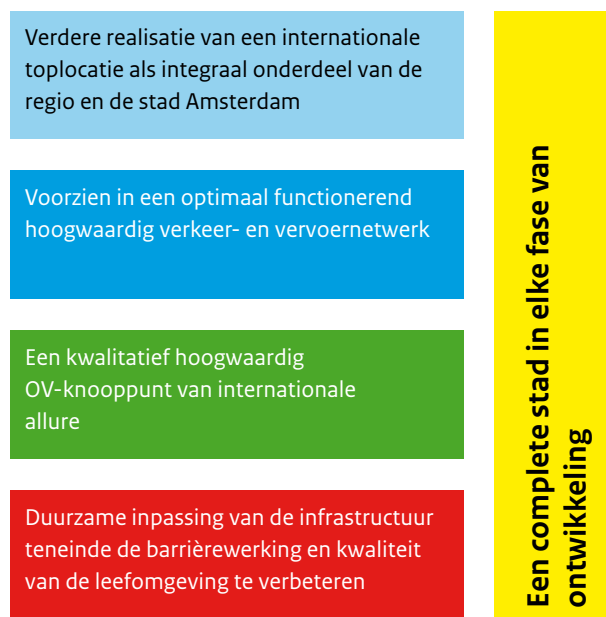 Verdere realisatie van een internationale
toplocatie als integraal onderdeel van de
regio en de stad Amsterdam
Voorzien in een optimaal functionerend
hoogwaardig verkeer- en vervoernetwerk
Een kwalitatief hoogwaardig
OV-knooppunt van internationale
allure
Duurzame inpassing van de infrastructuur
teneinde de barrièrewerking en kwaliteit
van de leefomgeving te verbeteren
Een complete stad in elke fase van
ontwikkeling